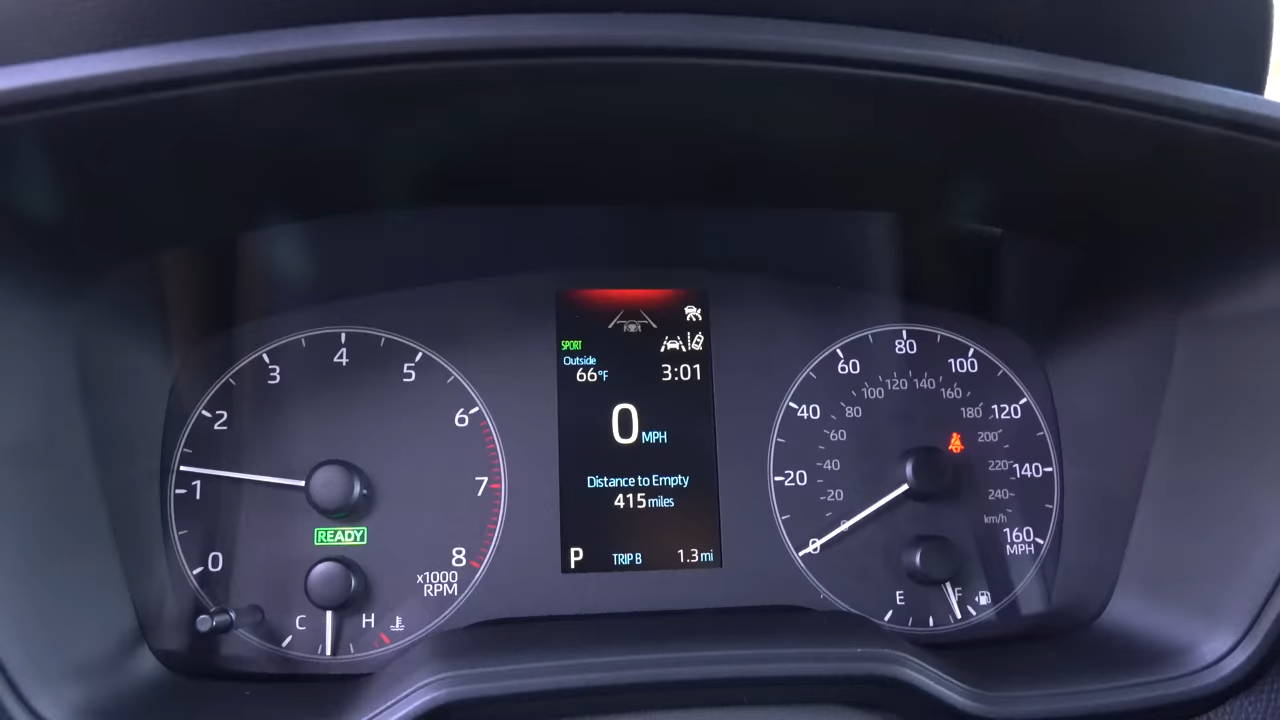 0
1
2
3
4
5
6
7
8
x1000
RPM
READY
C
H
SPORT
Outside
66°F
3:01
0 MPH
Distance to Empty
415 miles
P
TRIP B
1.3 mi
0
20
40
60
80
100
120
140
160
MPH
0
20
40
60
80
100
120
140
160
180
200
220
240
km/h
E
F